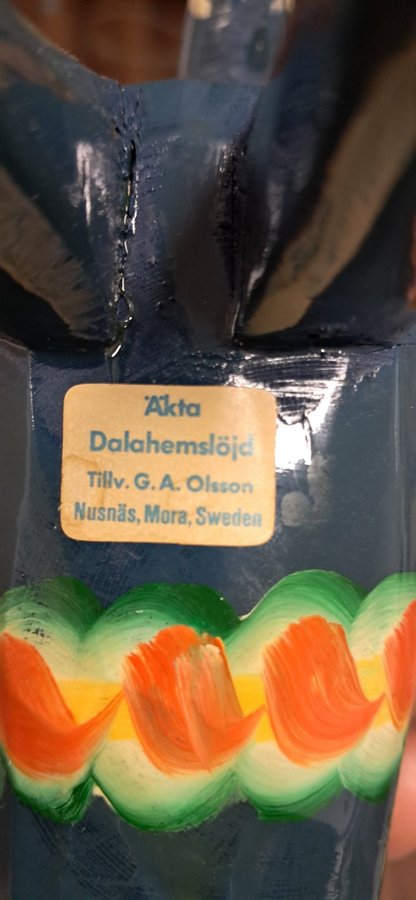 Äkta
Dalahemslöjd
Tillv. G. A. Olsson
Nusnäs, Mora, Sweden